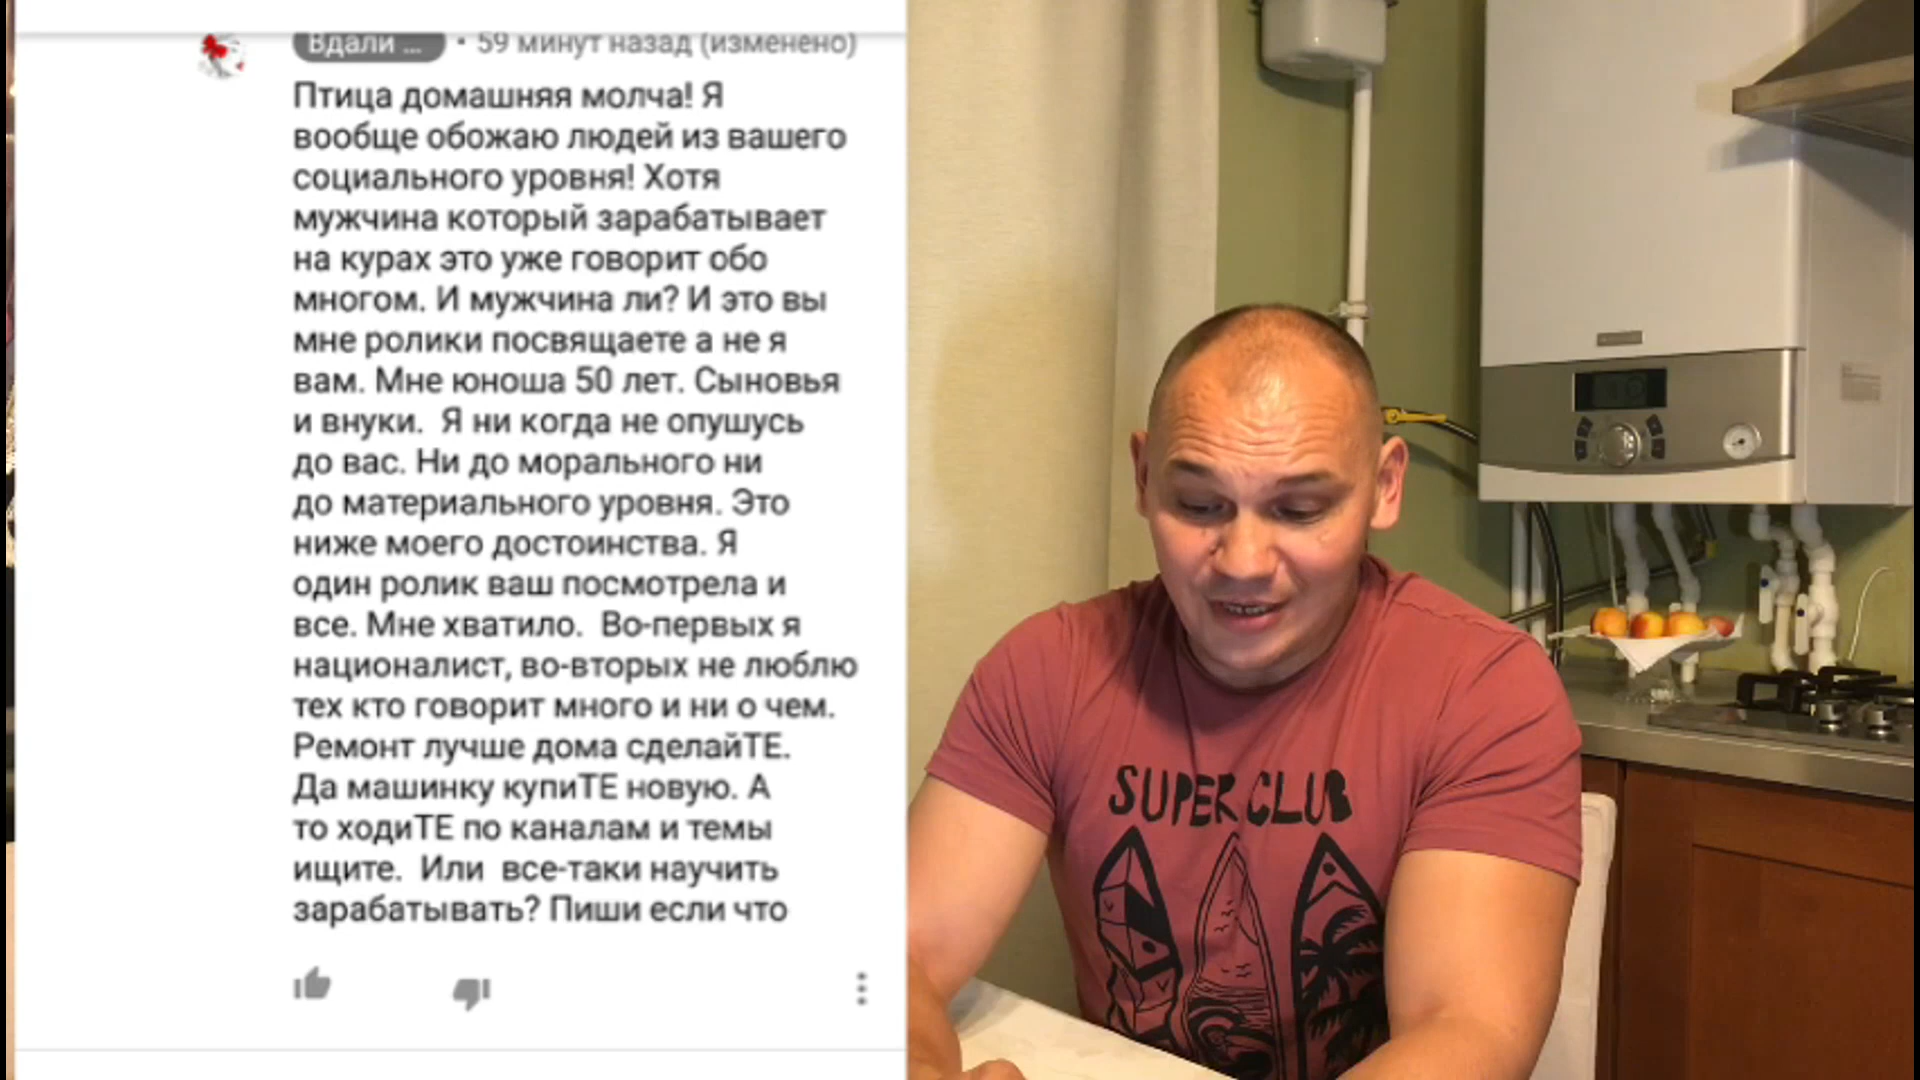 Вдали ... • 59 минут назад (изменено)
Птица домашняя молча! Я
вообще обожаю людей из вашего
социального уровня! Хотя
мужчина который зарабатывает
на курах это уже говорит обо
многом. И мужчина ли? И это вы
мне ролики посвящаете а не я
вам. Мне юноша 50 лет. Сыновья
и внуки.  Я ни когда не опушусь
до вас. Ни до морального ни
до материального уровня. Это
ниже моего достоинства. Я
один ролик ваш посмотрела и
все. Мне хватило.  Во-первых я
националист, во-вторых не люблю
тех кто говорит много и ни о чем.
Ремонт лучше дома сделайТЕ.
Да машинку купиТЕ новую. А
то ходиТЕ по каналам и темы
ищите.  Или  все-таки научить
зарабатывать? Пиши если что
SUPER CLUB